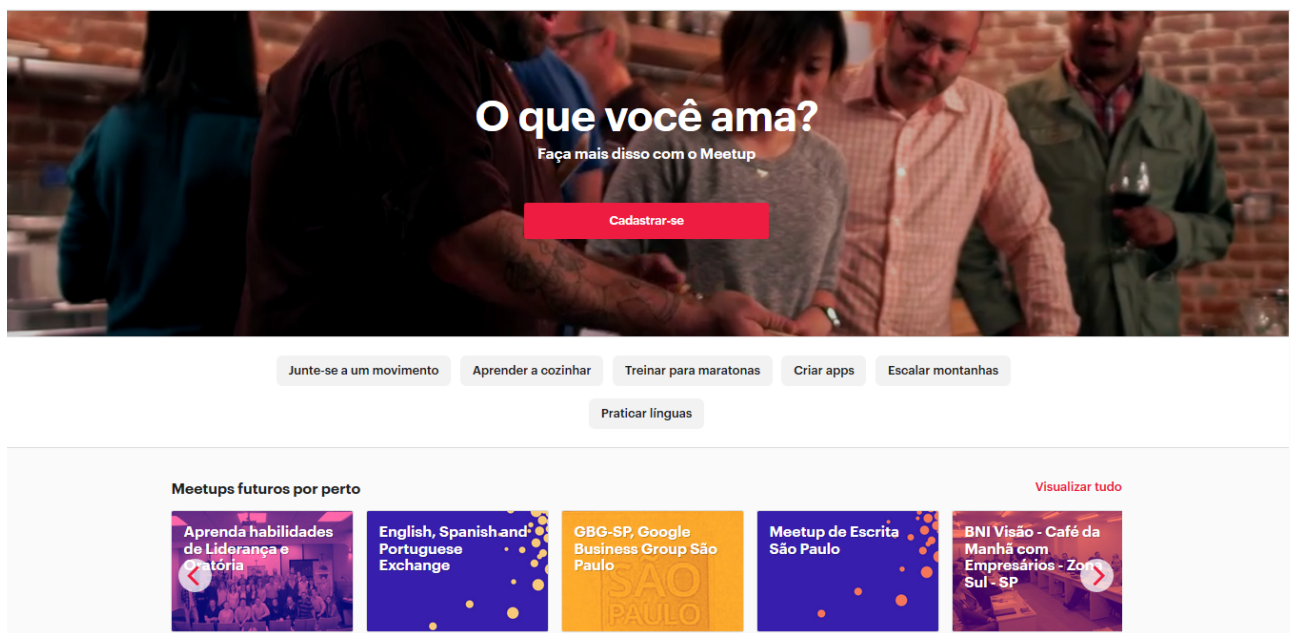 O que você ama?
Faça mais disso com o Meetup
Cadastrar-se
Junte-se a um movimento
Aprender a cozinhar
Treinar para maratonas
Criar apps
Escalar montanhas
Praticar línguas
Meetups futuros por perto
Visualizar tudo
Aprenda habilidades
de Liderança e
Oratória
English, Spanish and
Portuguese
Exchange
GBG-SP, Google
Business Group São
Paulo
SÃO
PAULO
Meetup de Escrita
São Paulo
BNI Visão - Café da
Manhã com
Empresários - Zona
Sul - SP